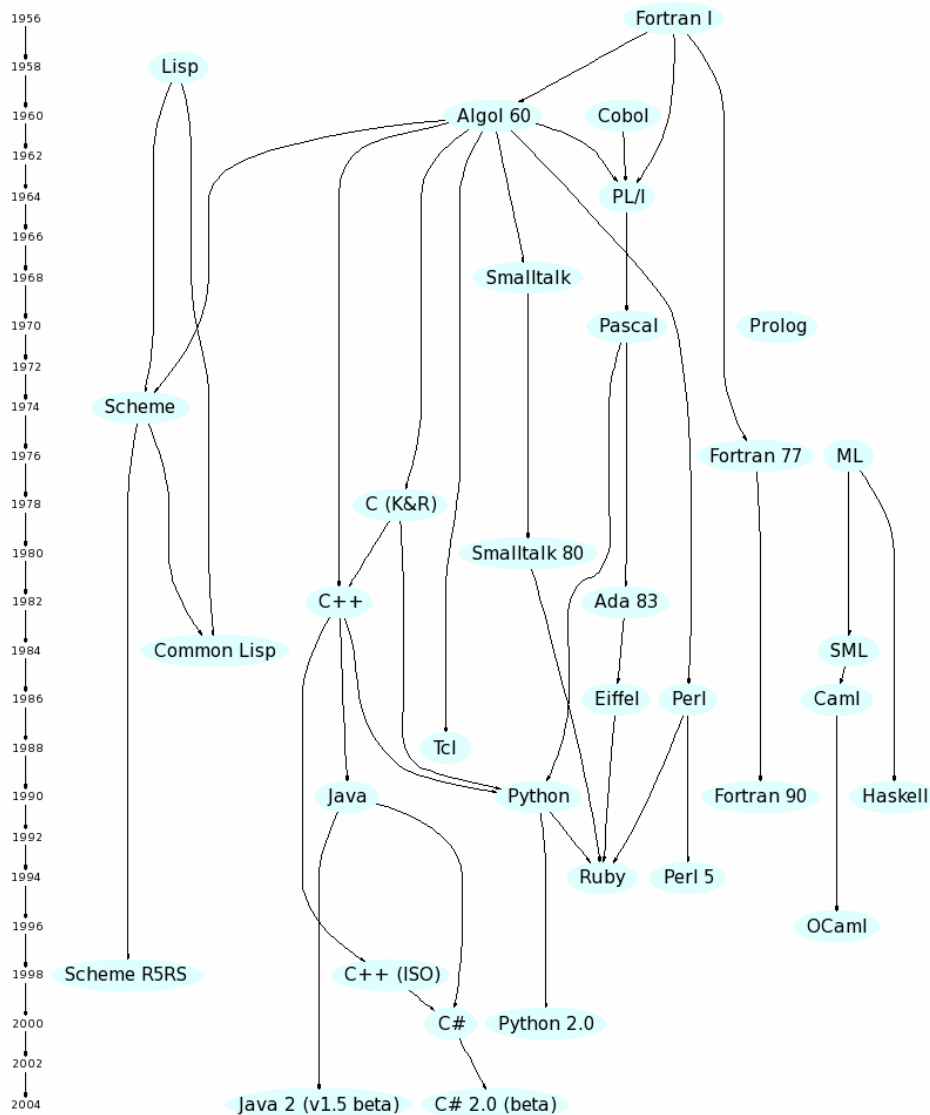 1956
Fortran I
1958
Lisp
1960
Algol 60
Cobol
1962
1964
PL/I
1966
1968
Smalltalk
1970
Pascal
Prolog
1972
1974
Scheme
1976
Fortran 77
ML
1978
C (K&R)
1980
Smalltalk 80
1982
C++
Ada 83
1984
Common Lisp
SML
1986
Eiffel
Perl
Caml
1988
Tcl
1990
Java
Python
Fortran 90
Haskell
1992
1994
Ruby
Perl 5
1996
OCaml
1998
Scheme R5RS
C++ (ISO)
2000
C#
Python 2.0
2002
2004
Java 2 (v1.5 beta)
C# 2.0 (beta)